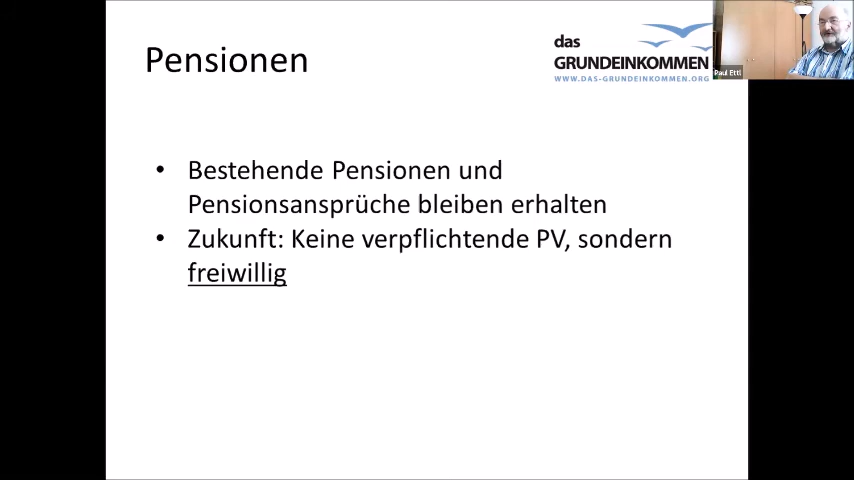 Pensionen
das
GRUNDEINKOMMEN
WWW.DAS-GRUNDEINKOMMEN.ORG
Paul Ettl
• Bestehende Pensionen und
Pensionsansprüche bleiben erhalten
• Zukunft: Keine verpflichtende PV, sondern
freiwillig